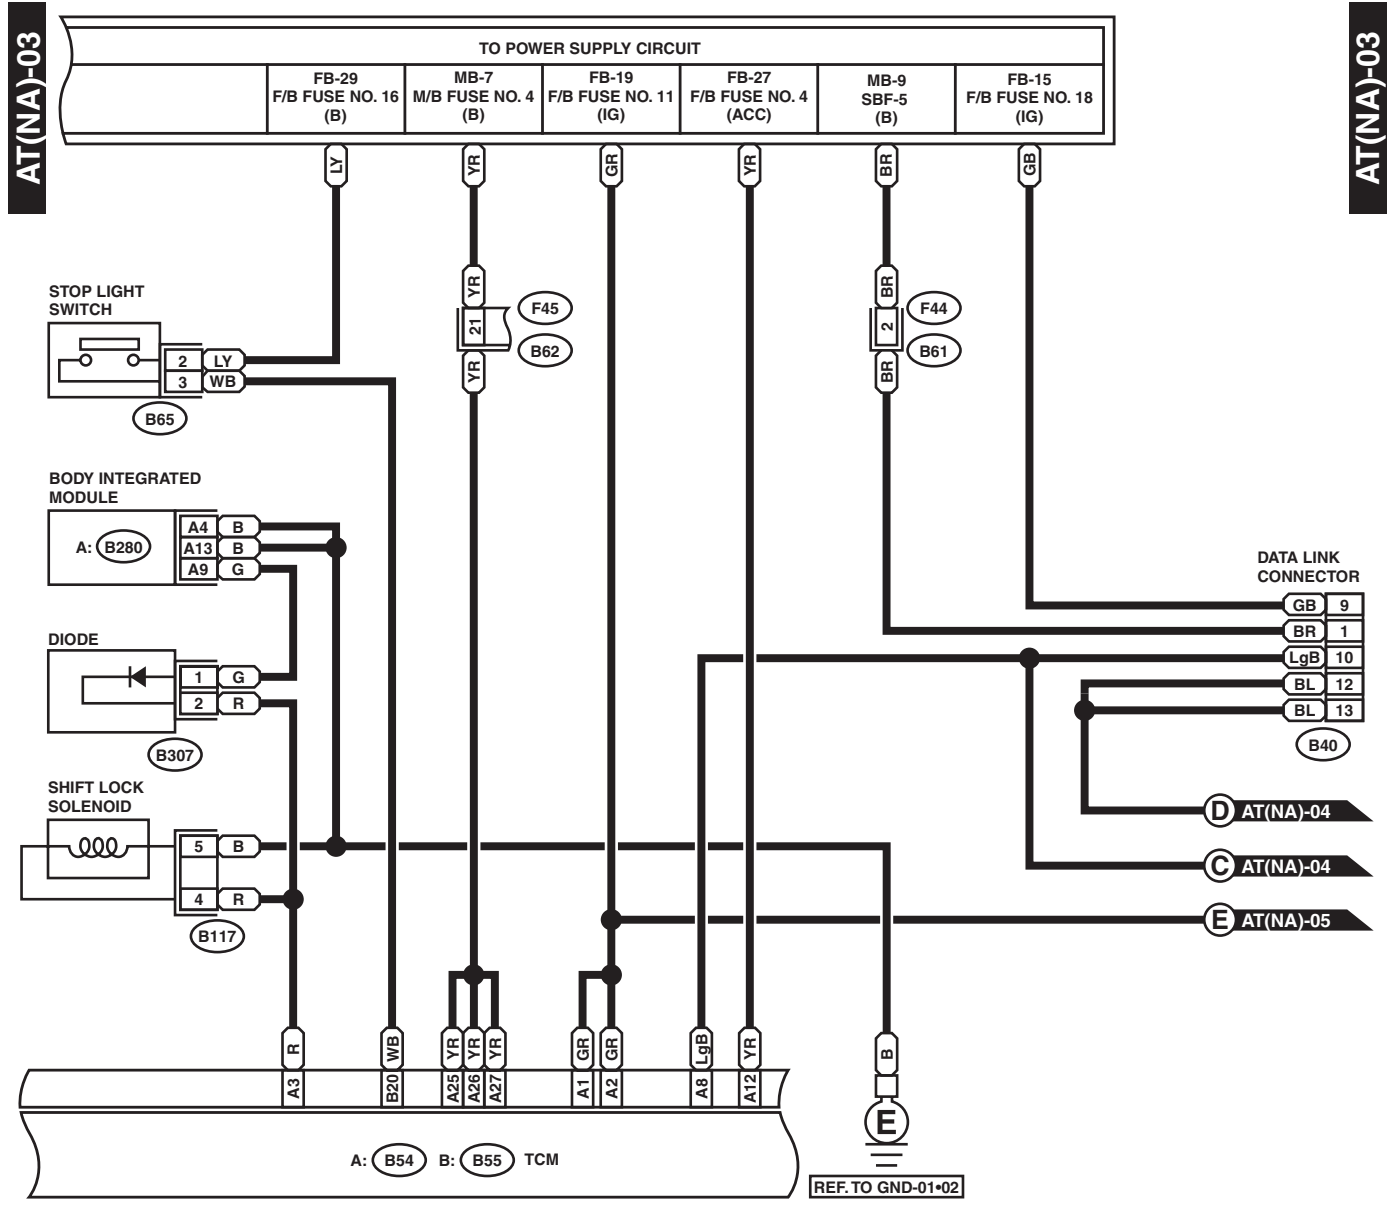 AT(NA)-03
AT(NA)-03
TO POWER SUPPLY CIRCUIT
FB-29
F/B FUSE NO. 16
(B)
MB-7
M/B FUSE NO. 4
(B)
FB-19
F/B FUSE NO. 11
(IG)
FB-27
F/B FUSE NO. 4
(ACC)
MB-9
SBF-5
(B)
FB-15
F/B FUSE NO. 18
(IG)
LY
YR
GR
YR
BR
GB
STOP LIGHT
SWITCH
2 LY
3 WB
B65
YR
21
YR
F45
B62
BR
2
BR
F44
B61
BODY INTEGRATED
MODULE
A: B280
A4 B
A13 B
A9 G
DIODE
1 G
2 R
B307
SHIFT LOCK
SOLENOID
5 B
4 R
B117
DATA LINK
CONNECTOR
GB 9
BR 1
LgB 10
BL 12
BL 13
B40
D AT(NA)-04
C AT(NA)-04
E AT(NA)-05
R
WB
YR
YR
YR
GR
GR
LgB
YR
B
A3
B20
A25
A26
A27
A1
A2
A8
A12
E
A: B54 B: B55 TCM
REF. TO GND-01•02